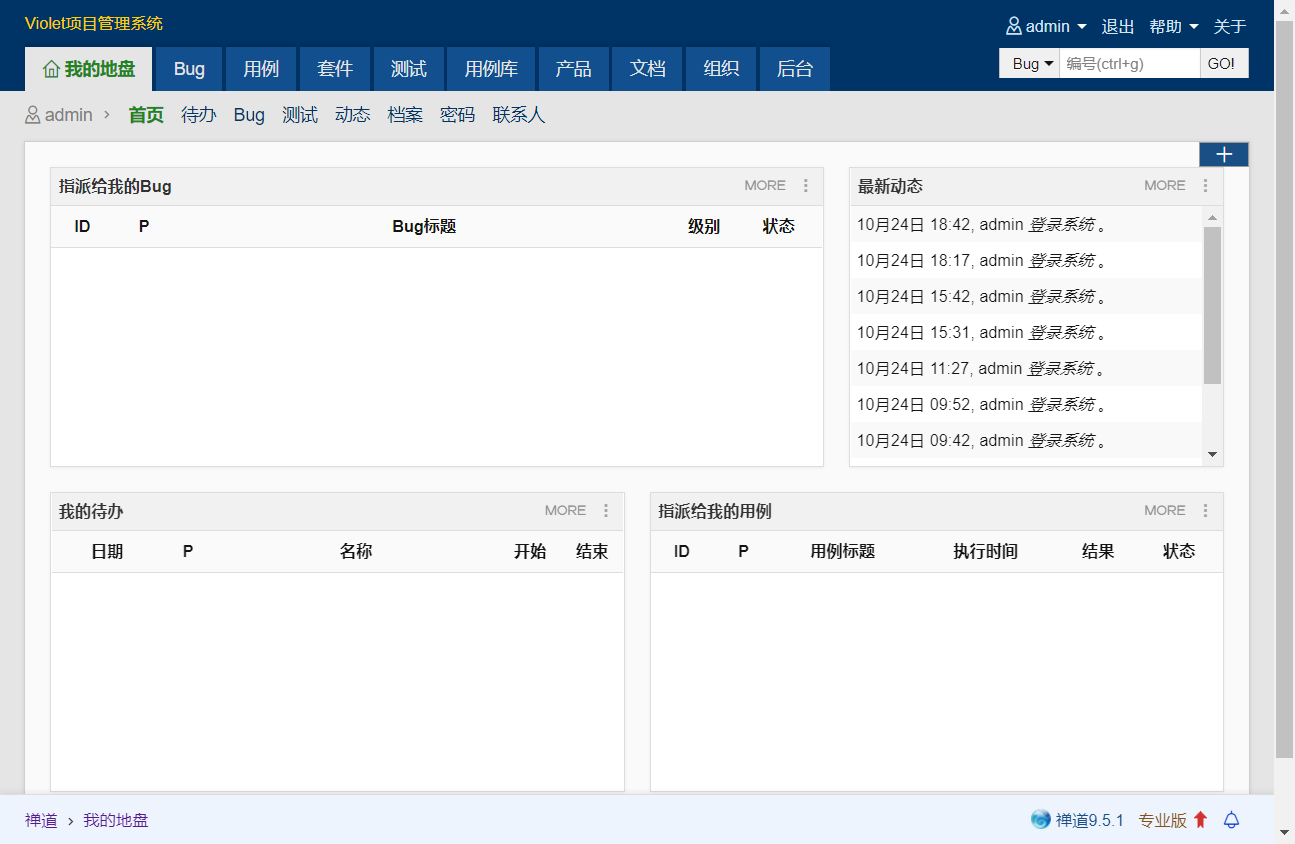 Violet项目管理系统
admin 退出 帮助 关于
我的地盘 Bug 用例 套件 测试 用例库 产品 文档 组织 后台
Bug 编号(ctrl+g) GO!
admin 首页 待办 Bug 测试 动态 档案 密码 联系人
指派给我的Bug MORE
ID P Bug标题 级别 状态
最新动态 MORE
10月24日 18:42, admin 登录系统 。
10月24日 18:17, admin 登录系统 。
10月24日 15:42, admin 登录系统 。
10月24日 15:31, admin 登录系统 。
10月24日 11:27, admin 登录系统 。
10月24日 09:52, admin 登录系统 。
10月24日 09:42, admin 登录系统 。
我的待办 MORE
日期 P 名称 开始 结束
指派给我的用例 MORE
ID P 用例标题 执行时间 结果 状态
禅道 › 我的地盘
禅道9.5.1 专业版